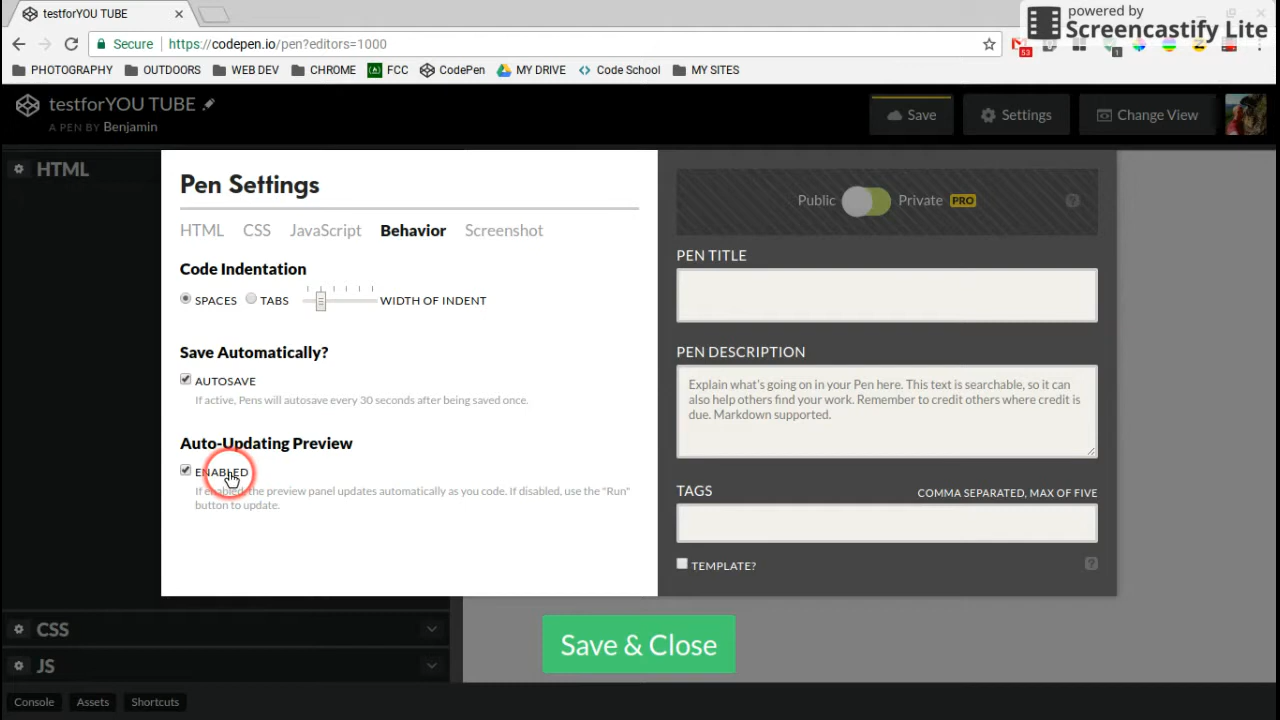 testforYOU TUBE
powered by
Screencastify Lite
Secure
https://codepen.io/pen?editors=1000
53
1
PHOTOGRAPHY
OUTDOORS
WEB DEV
CHROME
FCC
CodePen
MY DRIVE
Code School
MY SITES
testforYOU TUBE
A PEN BY Benjamin
Save
Settings
Change View
HTML
Pen Settings
HTML
CSS
JavaScript
Behavior
Screenshot
Code Indentation
SPACES
TABS
WIDTH OF INDENT
Save Automatically?
AUTOSAVE
If active, Pens will autosave every 30 seconds after being saved once.
Auto-Updating Preview
ENABLED
If enabled, the preview panel updates automatically as you code. If disabled, use the "Run"
button to update.
Public
Private
PRO
?
PEN TITLE
PEN DESCRIPTION
Explain what's going on in your Pen here. This text is searchable, so it can
also help others find your work. Remember to credit others where credit is
due. Markdown supported.
TAGS
COMMA SEPARATED, MAX OF FIVE
TEMPLATE?
?
CSS
JS
Save & Close
Console
Assets
Shortcuts